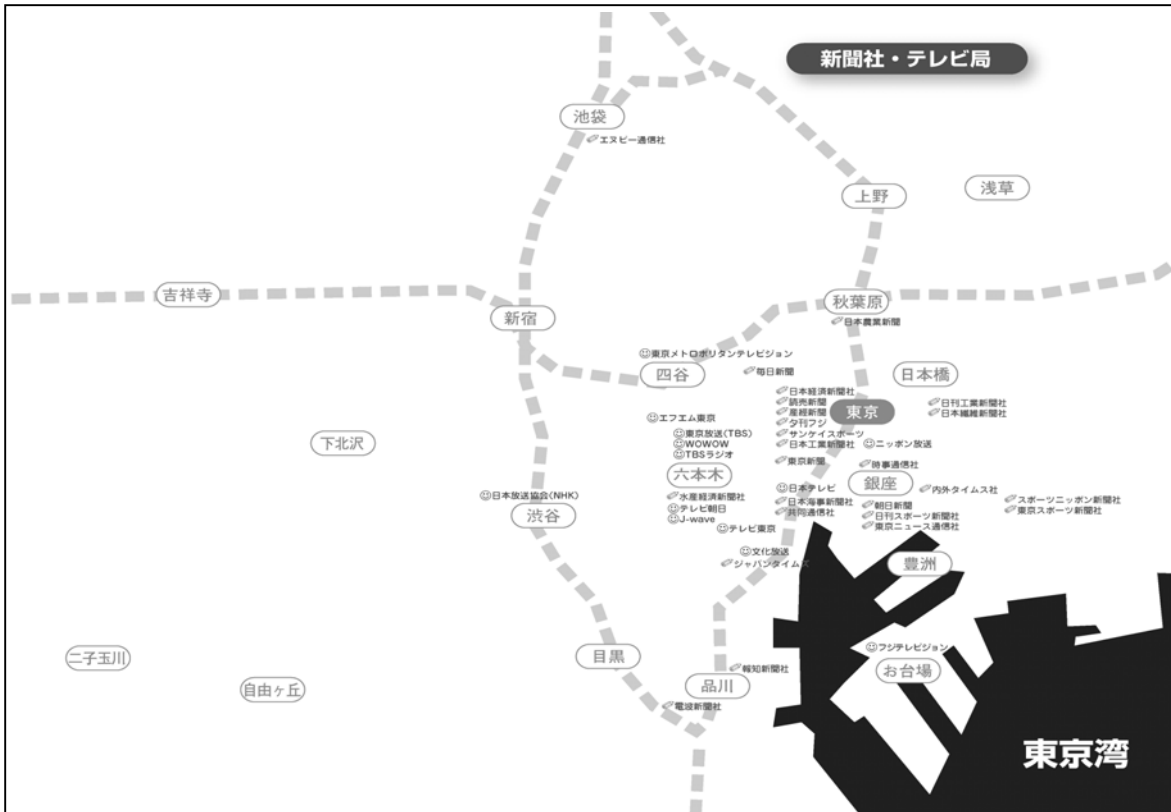 新聞社・テレビ局
池袋
エヌピー通信社
上野
浅草
吉祥寺
新宿
秋葉原
日本農業新聞
東京メトロポリタンテレビジョン
四谷
毎日新聞
日本橋
日本経済新聞社
読売新聞
産経新聞
夕刊フジ
サンケイスポーツ
日本工業新聞社
東京
日刊工業新聞社
日本繊維新聞社
エフエム東京
東京放送(TBS)
WOWOW
TBSラジオ
ニッポン放送
下北沢
東京新聞
時事通信社
六本木
銀座
日本放送協会(NHK)
渋谷
水産経済新聞社
テレビ朝日
J-wave
テレビ東京
日本テレビ
日本海事新聞社
共同通信社
内外タイムス社
朝日新聞
日刊スポーツ新聞社
東京ニュース通信社
スポーツニッポン新聞社
東京スポーツ新聞社
文化放送
ジャパンタイムズ
豊洲
二子玉川
自由ヶ丘
目黒
報知新聞社
品川
電波新聞社
フジテレビジョン
お台場
東京湾